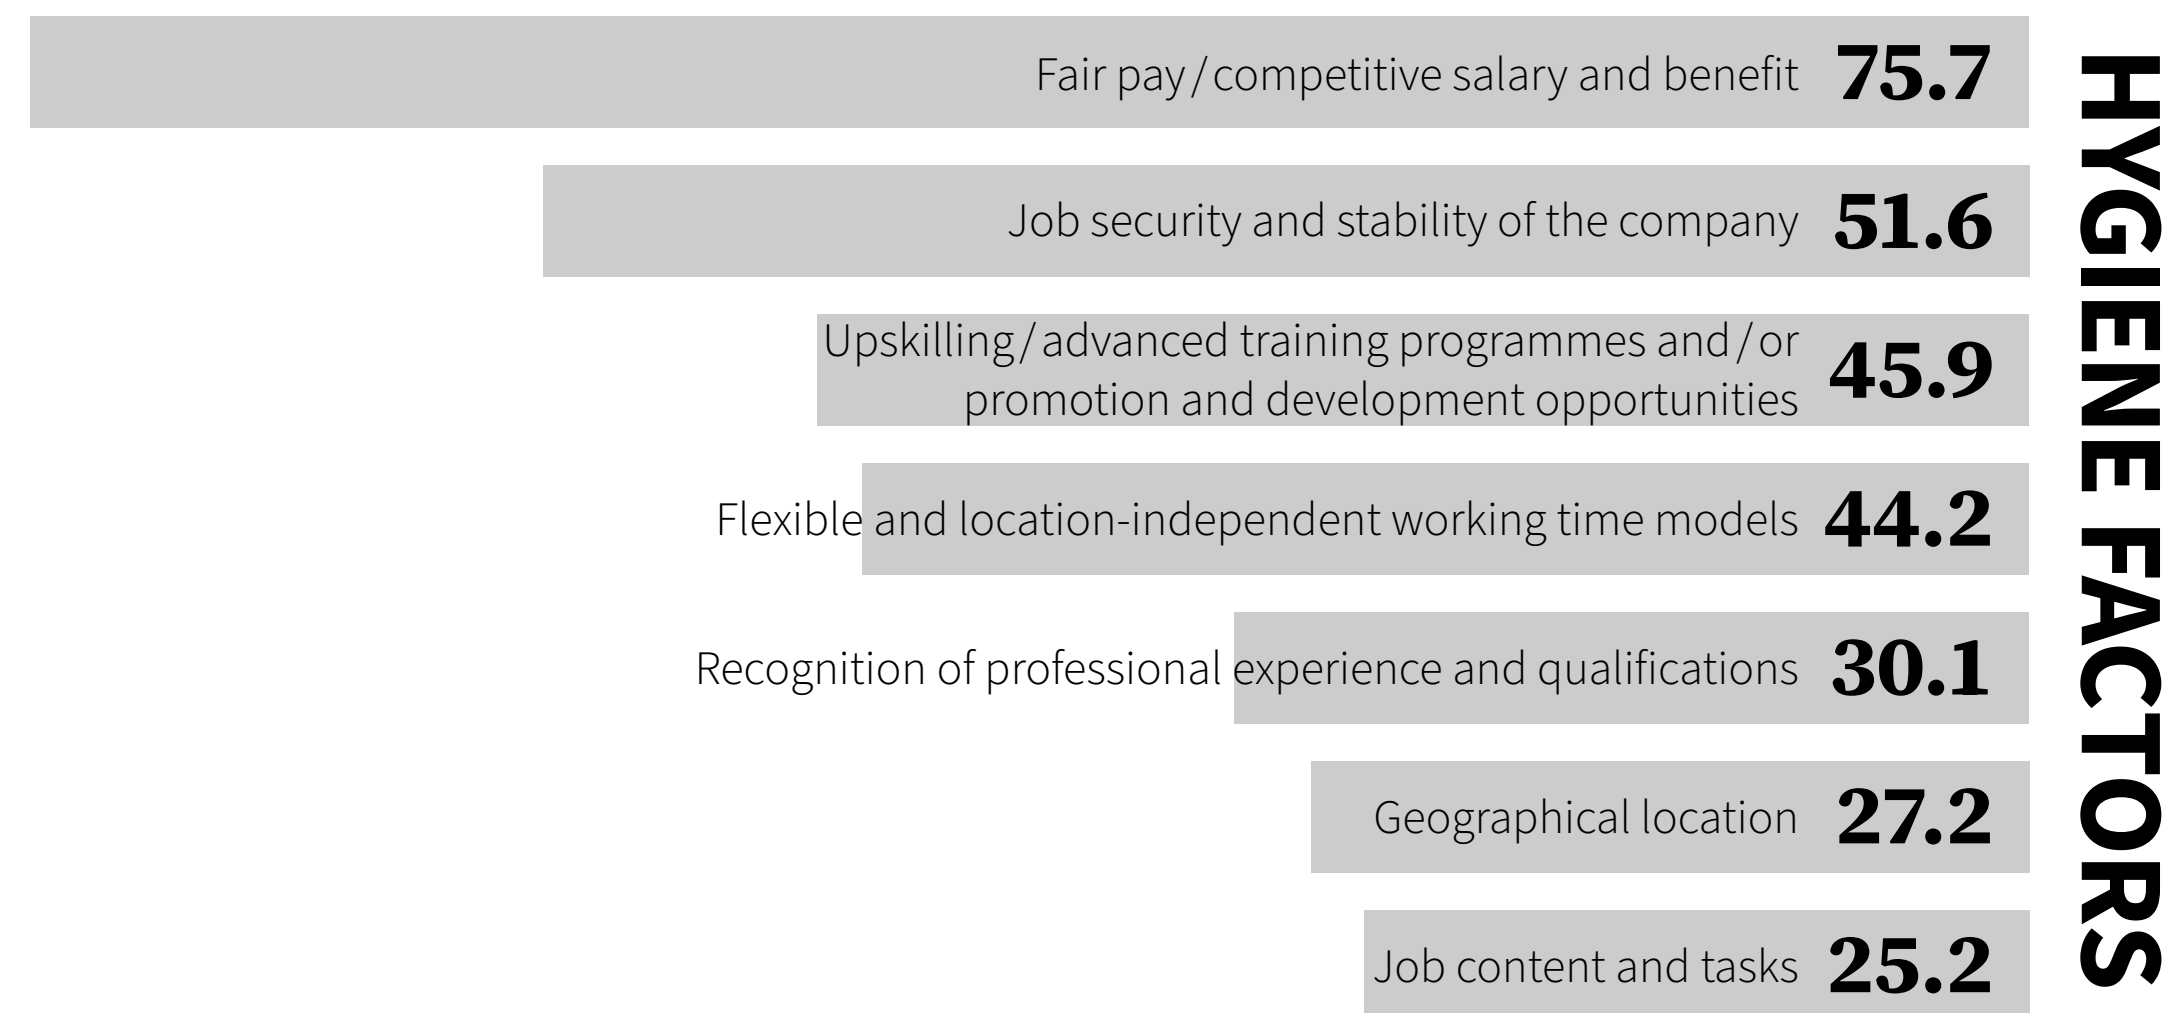 Fair pay/competitive salary and benefit 75.7
Job security and stability of the company 51.6
Upskilling/advanced training programmes and/or
promotion and development opportunities 45.9
Flexible and location-independent working time models 44.2
Recognition of professional experience and qualifications 30.1
Geographical location 27.2
Job content and tasks 25.2
HYGIENE FACTORS